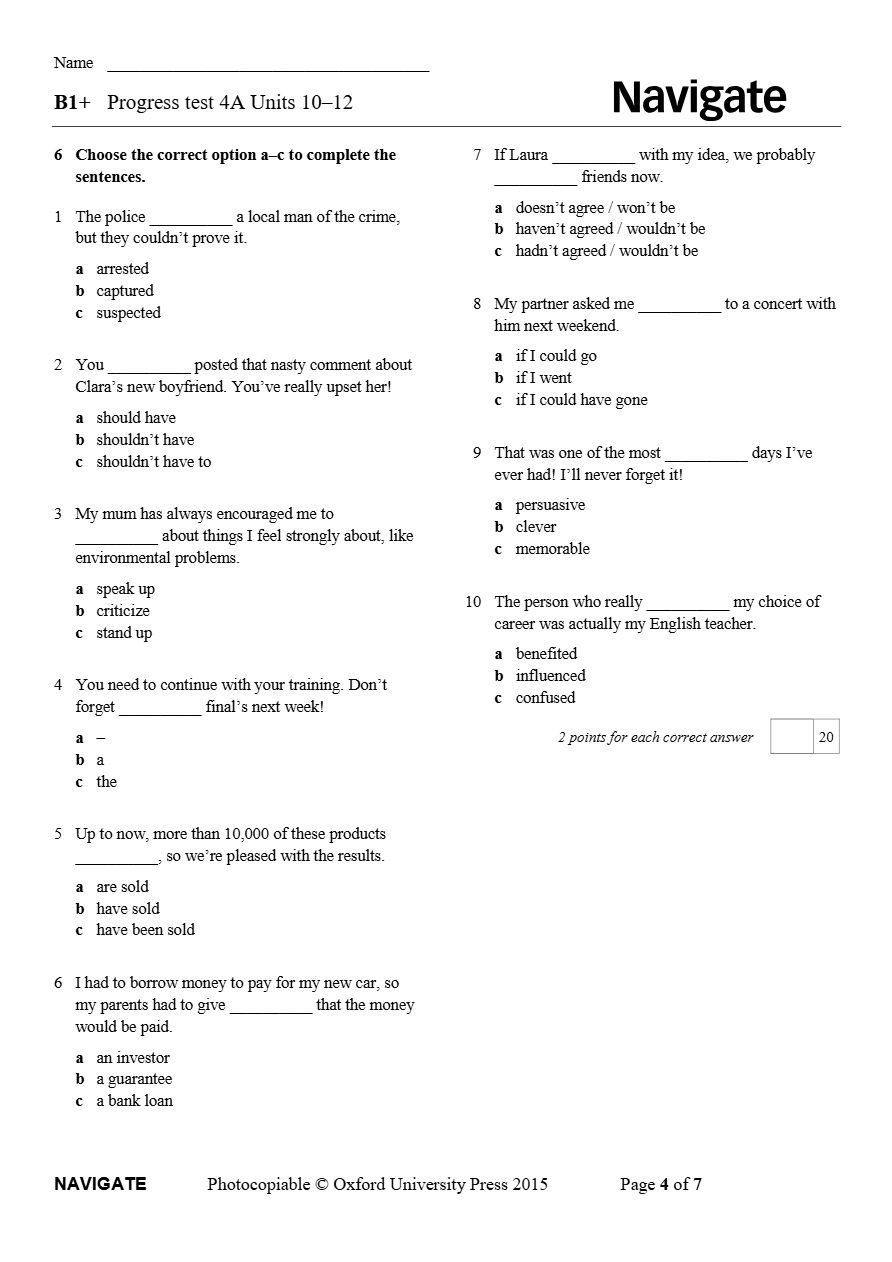 Name ______________________________________
B1+ Progress test 4A Units 10–12
Navigate
6 Choose the correct option a–c to complete the
sentences.
1 The police __________ a local man of the crime,
but they couldn’t prove it.
a arrested
b captured
c suspected
2 You __________ posted that nasty comment about
Clara’s new boyfriend. You’ve really upset her!
a should have
b shouldn’t have
c shouldn’t have to
3 My mum has always encouraged me to
__________ about things I feel strongly about, like
environmental problems.
a speak up
b criticize
c stand up
4 You need to continue with your training. Don’t
forget __________ final’s next week!
a –
b a
c the
5 Up to now, more than 10,000 of these products
__________, so we’re pleased with the results.
a are sold
b have sold
c have been sold
6 I had to borrow money to pay for my new car, so
my parents had to give __________ that the money
would be paid.
a an investor
b a guarantee
c a bank loan
7 If Laura __________ with my idea, we probably
__________ friends now.
a doesn’t agree / won’t be
b haven’t agreed / wouldn’t be
c hadn’t agreed / wouldn’t be
8 My partner asked me __________ to a concert with
him next weekend.
a if I could go
b if I went
c if I could have gone
9 That was one of the most __________ days I’ve
ever had! I’ll never forget it!
a persuasive
b clever
c memorable
10 The person who really __________ my choice of
career was actually my English teacher.
a benefited
b influenced
c confused
2 points for each correct answer 20
NAVIGATE Photocopiable © Oxford University Press 2015 Page 4 of 7